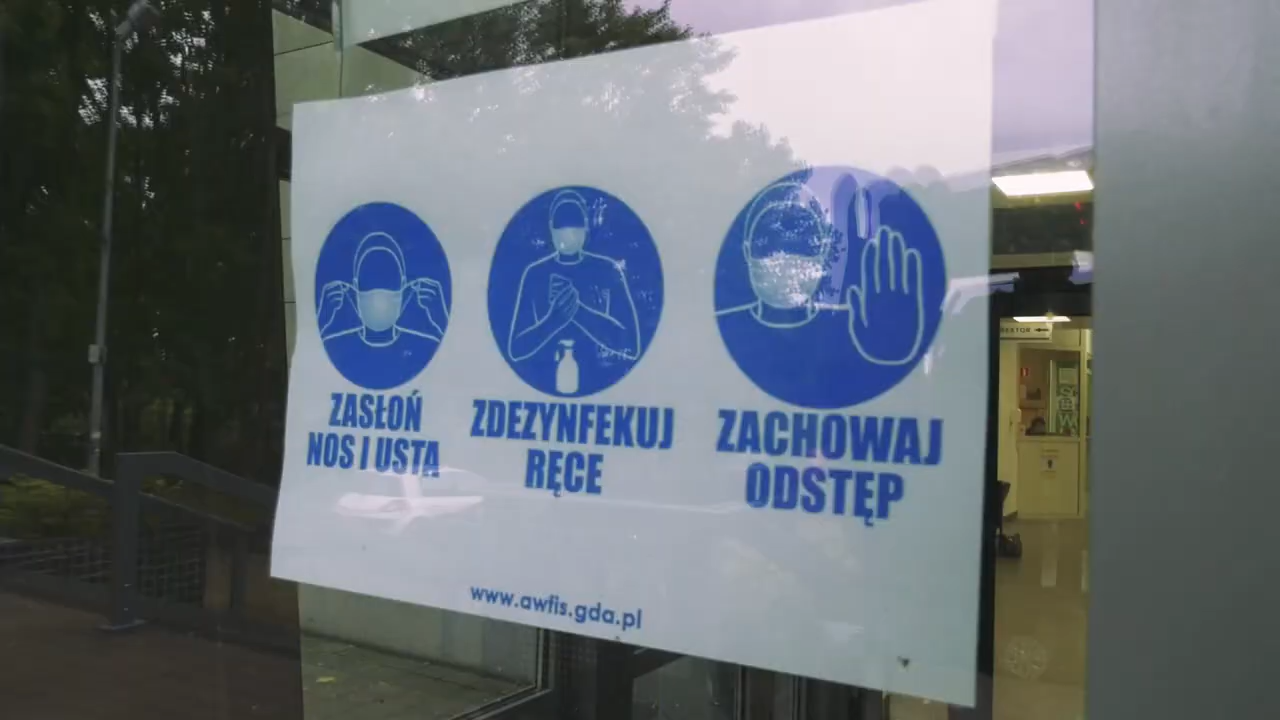 ZASŁOŃ
NOS I USTA
ZDEZYNFEKUJ
RĘCE
ZACHOWAJ
ODSTĘP
www.awfis.gda.pl